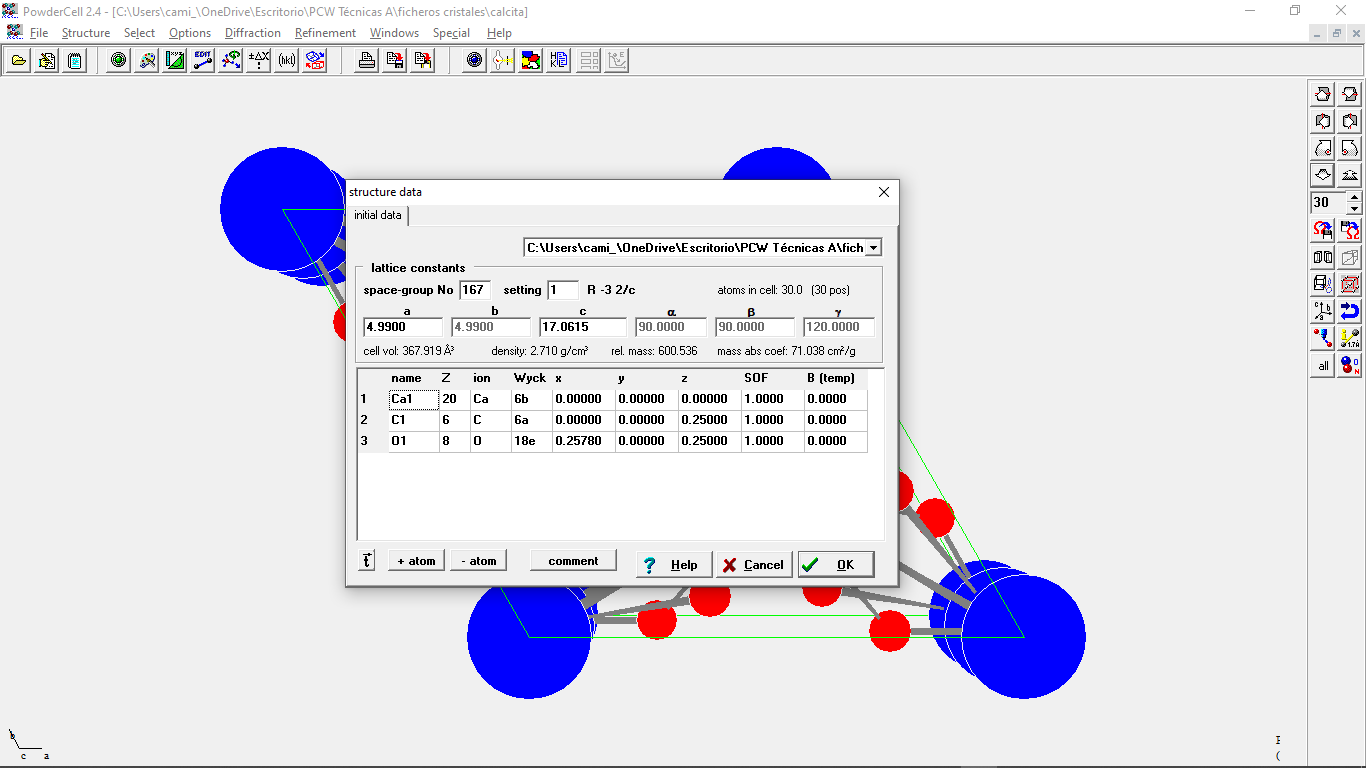 PowderCell 2.4 - [C:\Users\cami_\OneDrive\Escritorio\PCW Técnicas A\ficheros cristales\calcita]
File Structure Select Options Diffraction Refinement Windows Special Help
EDIT ±ΔX (hkl)
structure data
initial data
C:\Users\cami_\OneDrive\Escritorio\PCW Técnicas A\fich
30
lattice constants
space-group No 167 setting 1 R -3 2/c atoms in cell: 30.0 (30 pos)
a b c α β γ
4.9900 4.9900 17.0615 90.0000 90.0000 120.0000
cell vol: 367.919 Å³ density: 2.710 g/cm³ rel. mass: 600.536 mass abs coef: 71.038 cm²/g
name Z ion Wyck x y z SOF B (temp)
1 Ca1 20 Ca 6b 0.00000 0.00000 0.00000 1.0000 0.0000
2 C1 6 C 6a 0.00000 0.00000 0.25000 1.0000 0.0000
3 O1 8 O 18e 0.25780 0.00000 0.25000 1.0000 0.0000
all
t + atom - atom comment ? Help Cancel OK
b
c a